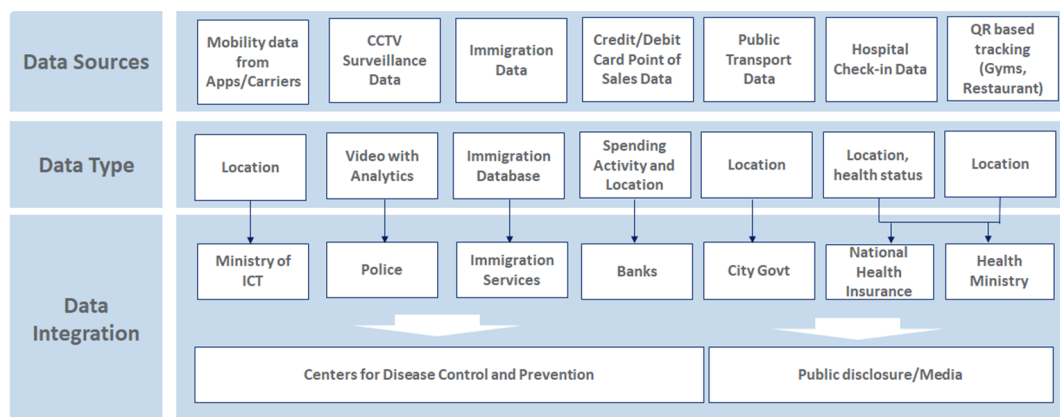 Data Sources
Mobility data
from
Apps/Carriers
CCTV
Surveillance
Data
Immigration
Data
Credit/Debit
Card Point of
Sales Data
Public
Transport
Data
Hospital
Check-in Data
QR based
tracking
(Gyms,
Restaurant)
Data Type
Location
Video with
Analytics
Immigration
Database
Spending
Activity and
Location
Location
Location,
health status
Location
Data
Integration
Ministry of
ICT
Police
Immigration
Services
Banks
City Govt
National
Health
Insurance
Health
Ministry
Centers for Disease Control and Prevention
Public disclosure/Media